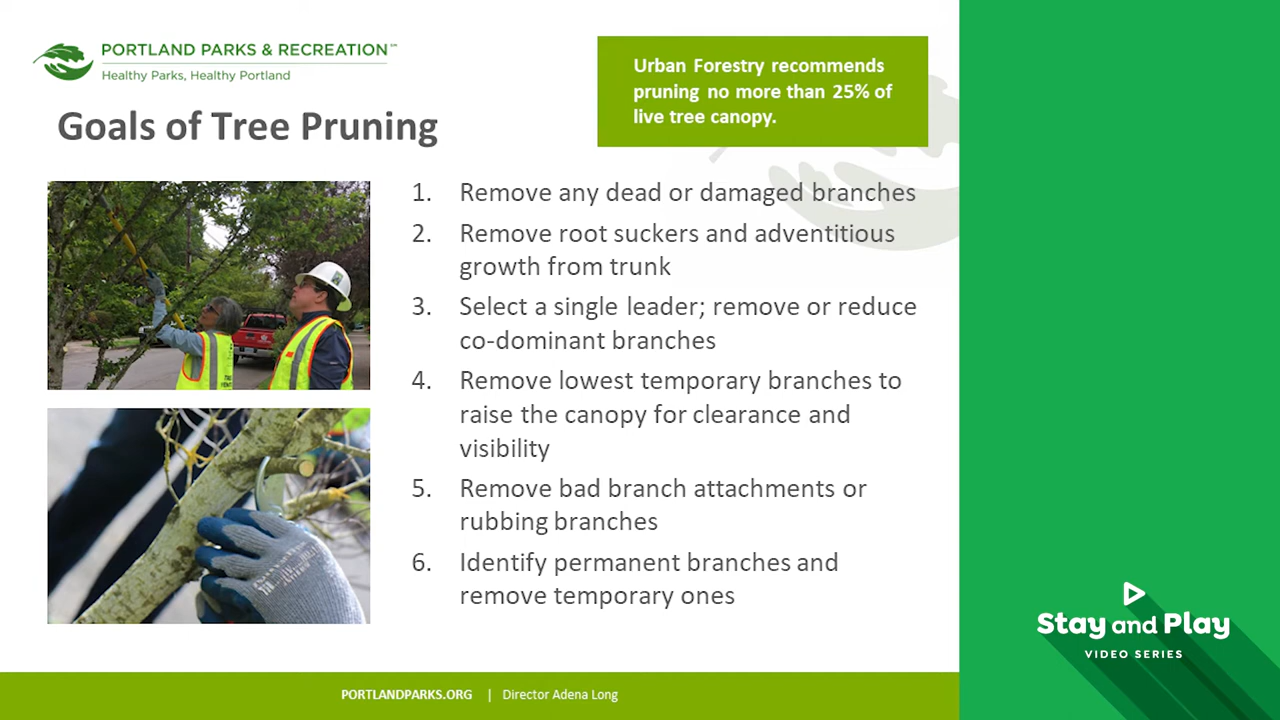 PORTLAND PARKS & RECREATION℠
Healthy Parks, Healthy Portland
Urban Forestry recommends
pruning no more than 25% of
live tree canopy.
Goals of Tree Pruning
1. Remove any dead or damaged branches
2. Remove root suckers and adventitious
growth from trunk
3. Select a single leader; remove or reduce
co-dominant branches
4. Remove lowest temporary branches to
raise the canopy for clearance and
visibility
5. Remove bad branch attachments or
rubbing branches
6. Identify permanent branches and
remove temporary ones
Stay and Play
VIDEO SERIES
PORTLANDPARKS.ORG | Director Adena Long